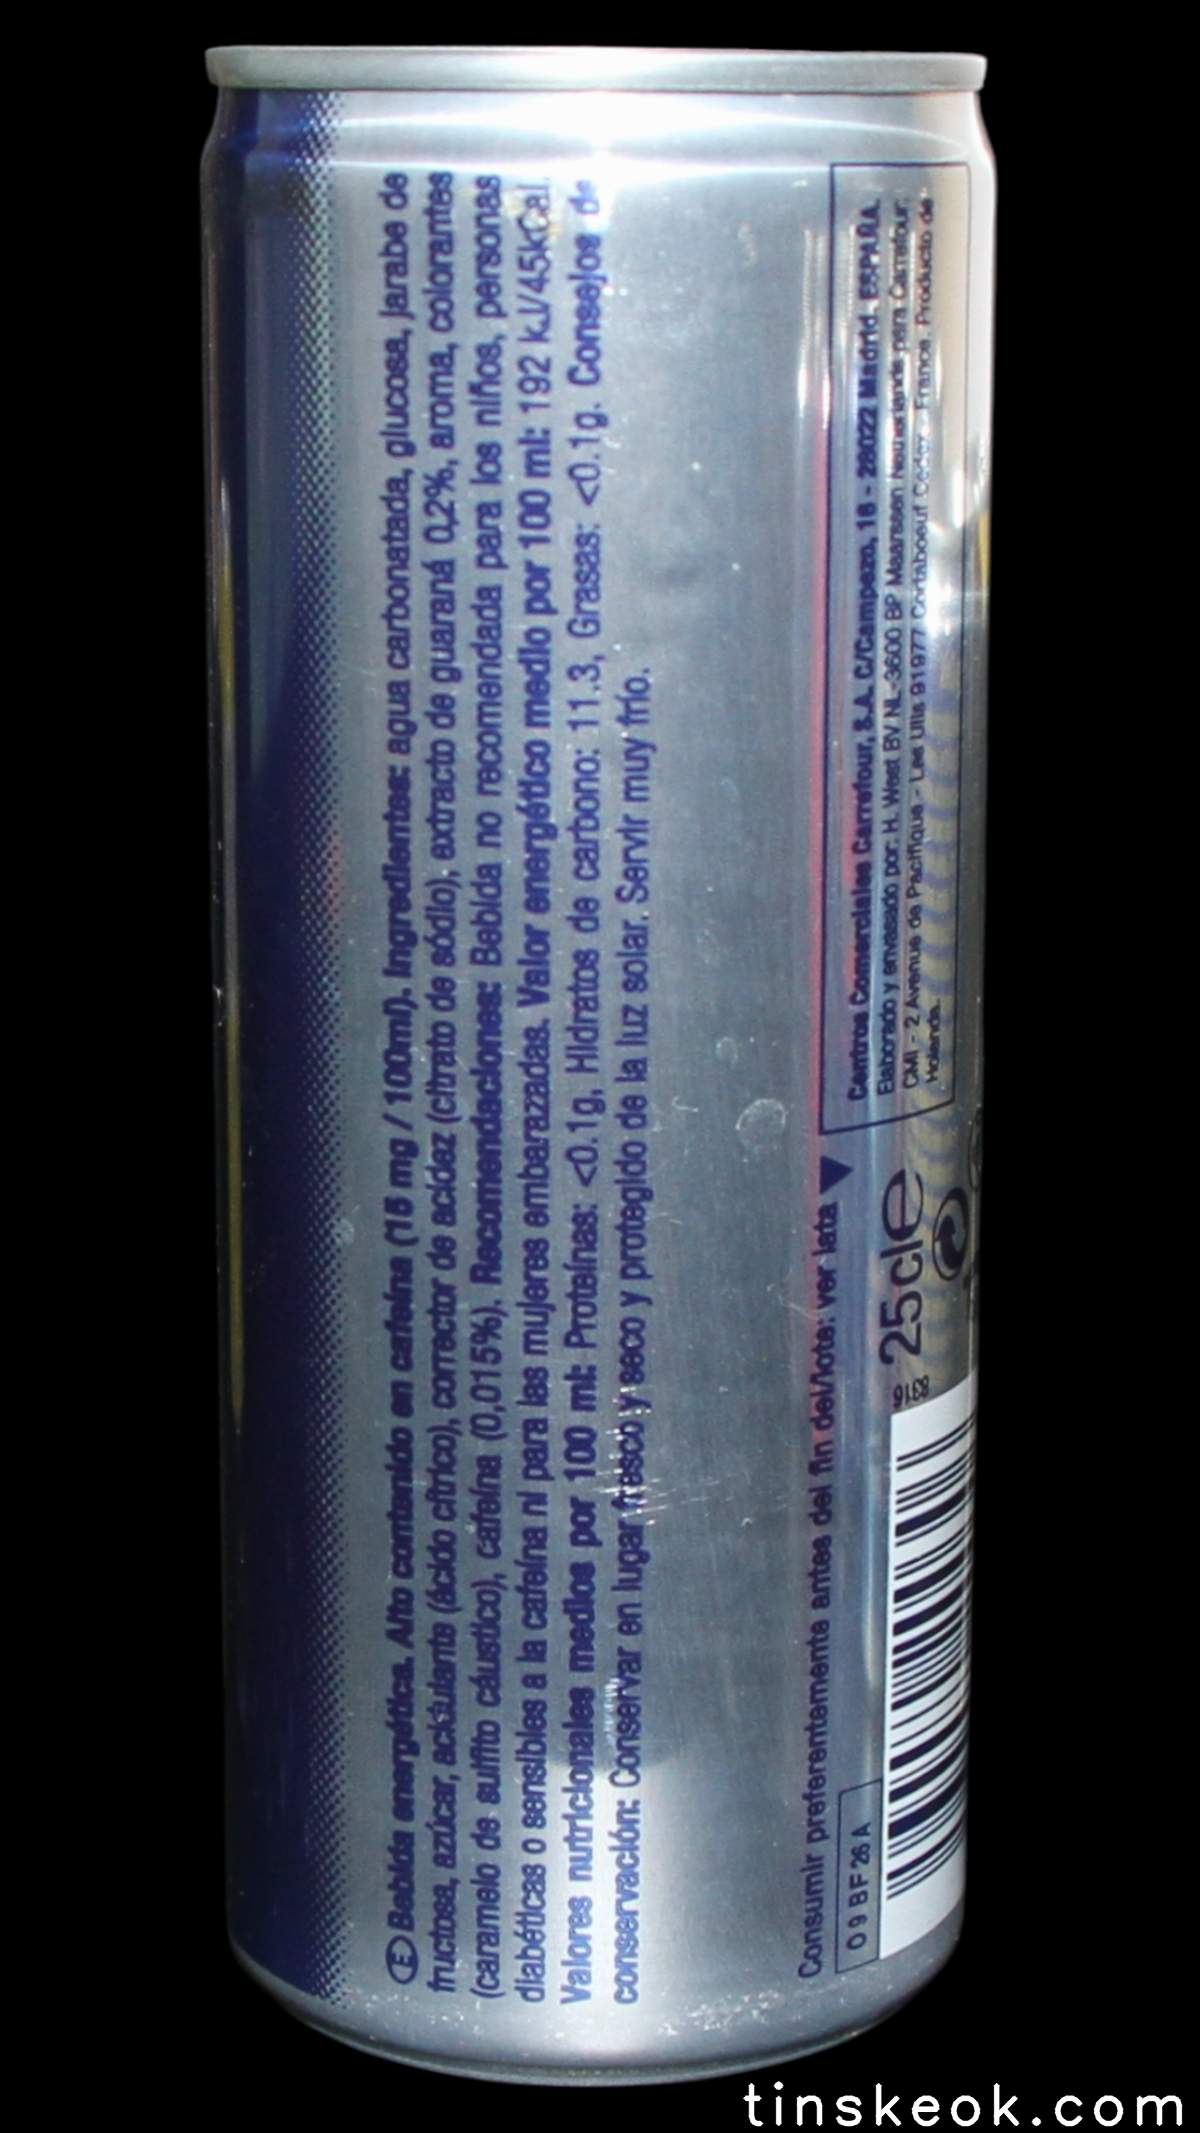 E Bebida energética. Alto contenido en cafeína (15 mg / 100ml). Ingredientes: agua carbonatada, glucosa, jarabe de
fructosa, azúcar, acidulante (ácido cítrico), corrector de acidez (citrato de sódio), extracto de guaraná 0,2%, aroma, colorantes
(caramelo de sulfito cáustico), cafeína (0,015%). Recomendaciones: Bebida no recomendada para los niños, personas
diabéticas o sensibles a la cafeína ni para las mujeres embarazadas. Valor energético medio por 100 ml: 192 kJ/45kCal.
Valores nutricionales medios por 100 ml: Proteínas: <0.1g, Hidratos de carbono: 11.3, Grasas: <0.1g. Consejos de
conservación: Conservar en lugar fresco y seco y protegido de la luz solar. Servir muy frío.
Consumir preferentemente antes del fin del/lote: ver lata
Centros Comerciales Carrefour, S.A. C/Campezo, 16 - 28022 Madrid. ESPAÑA.
Elaborado y envasado por: H. West BV NL-3600 BP Maarssen para Carrefour:
CMI - 2 Avenue de Pacifique - Les Ulis 91977 Cortaboeuf Cedex - France. Producto de
Holanda.
25cl e
8316
O 9 B F 26 A
tinskeok.com